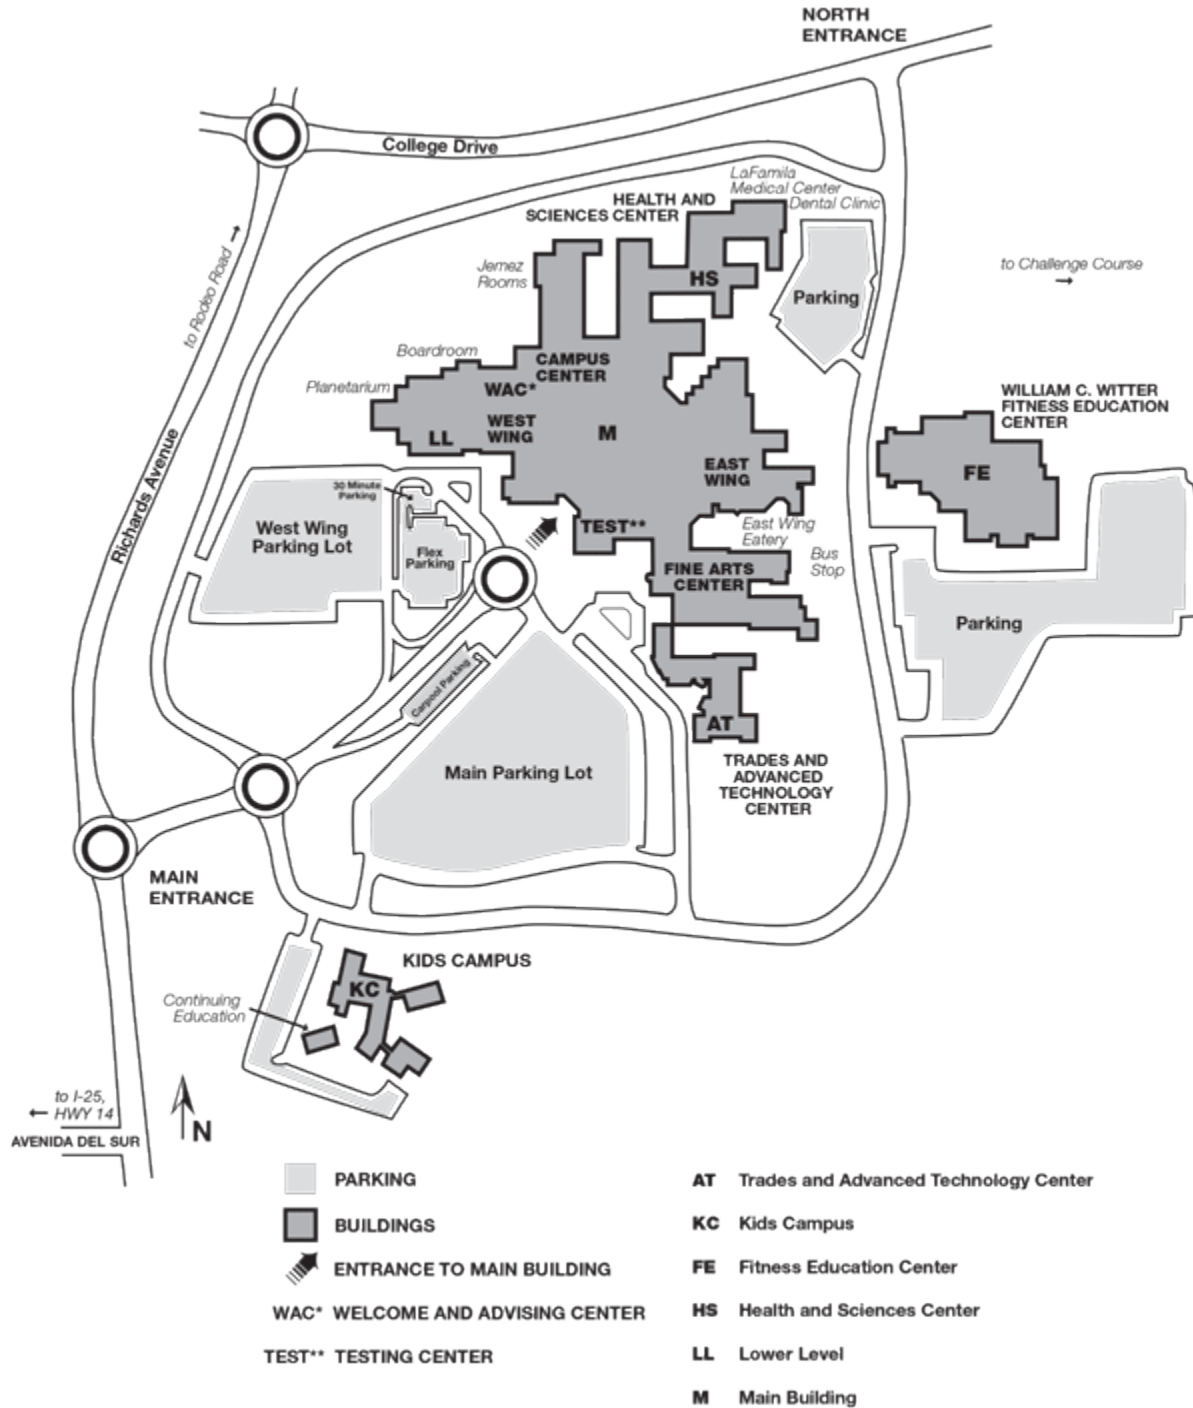 NORTH
ENTRANCE
College Drive
LaFamila
Medical Center
Dental Clinic
HEALTH AND
SCIENCES CENTER
to Rodeo Road
Jemez
Rooms
HS
Parking
to Challenge Course
Boardroom
CAMPUS
CENTER
Planetarium
WAC*
WEST
WING
LL
M
WILLIAM C. WITTER
FITNESS EDUCATION
CENTER
FE
EAST
WING
Richards Avenue
30 Minute
Parking
West Wing
Parking Lot
Flex
Parking
TEST**
East Wing
Eatery
Bus
Stop
FINE ARTS
CENTER
Parking
Carpool Parking
AT
Main Parking Lot
TRADES AND
ADVANCED
TECHNOLOGY
CENTER
MAIN
ENTRANCE
KIDS CAMPUS
KC
Continuing
Education
to I-25,
HWY 14
AVENIDA DEL SUR
N
PARKING
BUILDINGS
ENTRANCE TO MAIN BUILDING
WAC* WELCOME AND ADVISING CENTER
TEST** TESTING CENTER
AT Trades and Advanced Technology Center
KC Kids Campus
FE Fitness Education Center
HS Health and Sciences Center
LL Lower Level
M Main Building